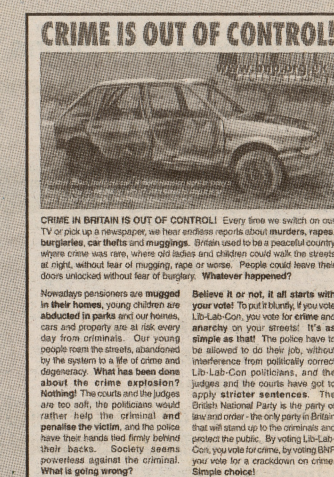 CRIME IS OUT OF CONTROL!
www.bnp.org.uk
CRIME IN BRITAIN IS OUT OF CONTROL! Every time we switch on our
TV or pick up a newspaper, we hear endless reports about murders, rapes,
burglaries, car thefts and muggings. Britain used to be a peaceful country
where crime was rare, where old ladies and children could walk the streets
at night, without fear of mugging, rape or worse. People could leave their
doors unlocked without fear of burglary. Whatever happened?
Nowadays pensioners are mugged
in their homes, young children are
abducted in parks and our homes,
cars and property are at risk every
day from criminals. Our young
people roam the streets, abandoned
by the system to a life of crime and
degeneracy. What has been done
about the crime explosion?
Nothing! The courts and the judges
are too soft, the politicians would
rather help the criminal and
penalise the victim, and the police
have their hands tied firmly behind
their backs. Society seems
powerless against the criminal.
What is going wrong?
Believe it or not, it all starts with
your vote! To put it bluntly, if you vote
Lib-Lab-Con, you vote for crime and
anarchy on your streets! It's as
simple as that! The police have to
be allowed to do their job, without
interference from politically correct
Lib-Lab-Con politicians, and the
judges and the courts have got to
apply stricter sentences. The
British National Party is the party of
law and order - the only party in Britain
that will stand up to the criminals and
protect the public. By voting Lib-Lab-
Con, you vote for crime, by voting BNP
you vote for a crackdown on crime.
Simple choice!